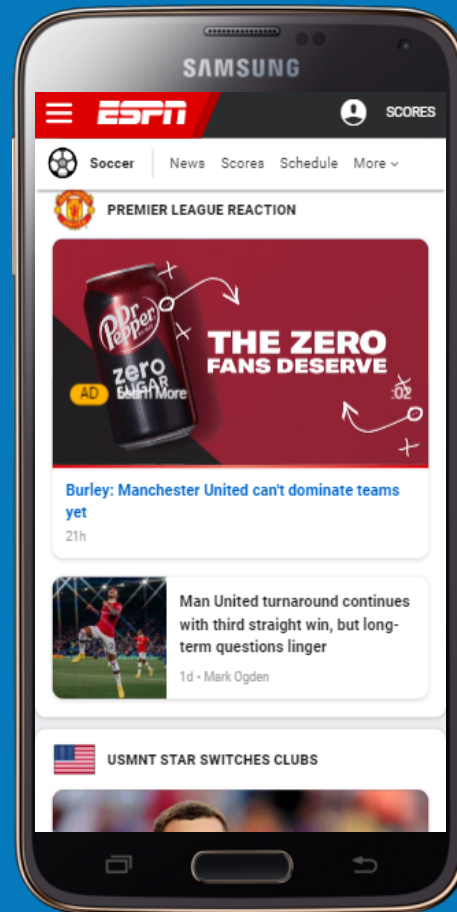 SAMSUNG
ESPN
SCORES
Soccer
News Scores Schedule More
PREMIER LEAGUE REACTION
Dr Pepper
zero
SUGAR
THE ZERO
FANS DESERVE
AD Learn More
:02
Burley: Manchester United can't dominate teams
yet
21h
Man United turnaround continues
with third straight win, but long-
term questions linger
1d • Mark Ogden
USMNT STAR SWITCHES CLUBS